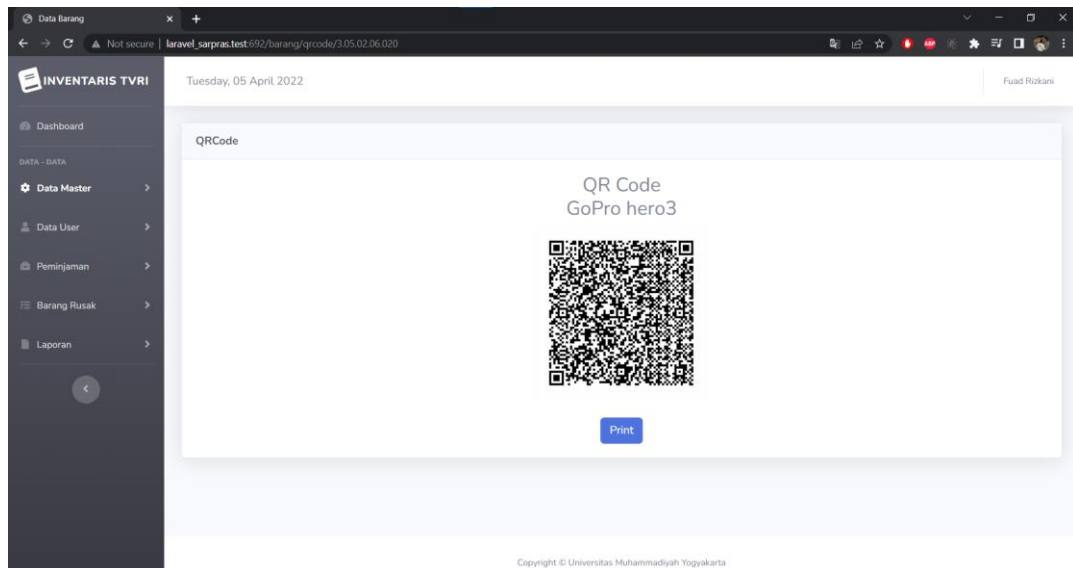 Data Barang
Not secure | laravel_sarpras.test:692/barang/qrcode/3.05.02.06.020
ABP
INVENTARIS TVRI
Tuesday, 05 April 2022
Fuad Rizkani
Dashboard
QRCode
DATA - DATA
Data Master
Data User
Peminjaman
Barang Rusak
Laporan
QR Code
GoPro hero3
Print
Copyright © Universitas Muhammadiyah Yogyakarta